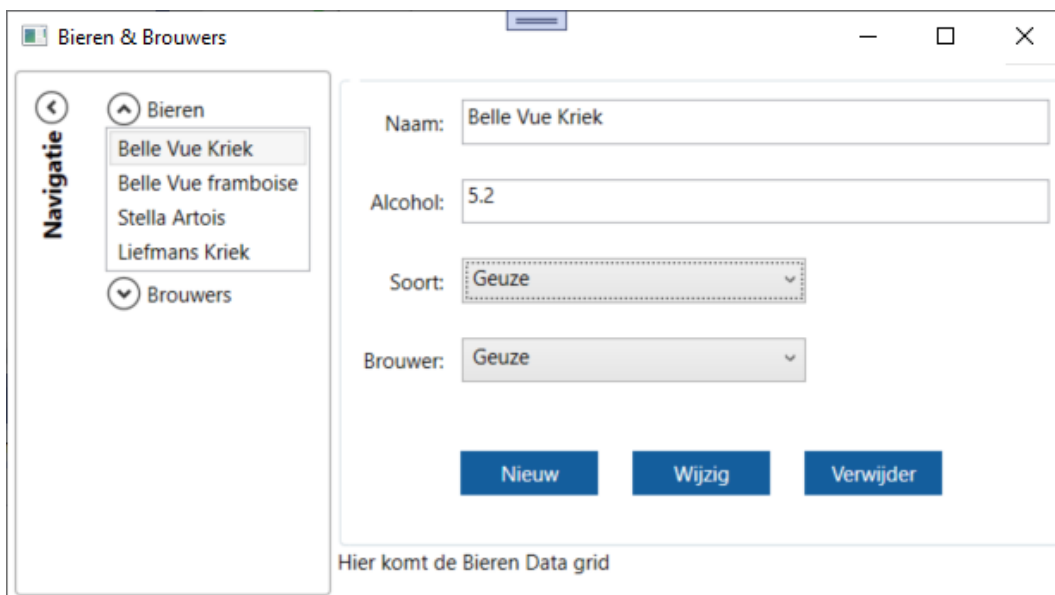 Bieren & Brouwers
Navigatie
Bieren
Belle Vue Kriek
Belle Vue framboise
Stella Artois
Liefmans Kriek
Brouwers
Naam: Belle Vue Kriek
Alcohol: 5.2
Soort: Geuze
Brouwer: Geuze
Nieuw Wijzig Verwijder
Hier komt de Bieren Data grid